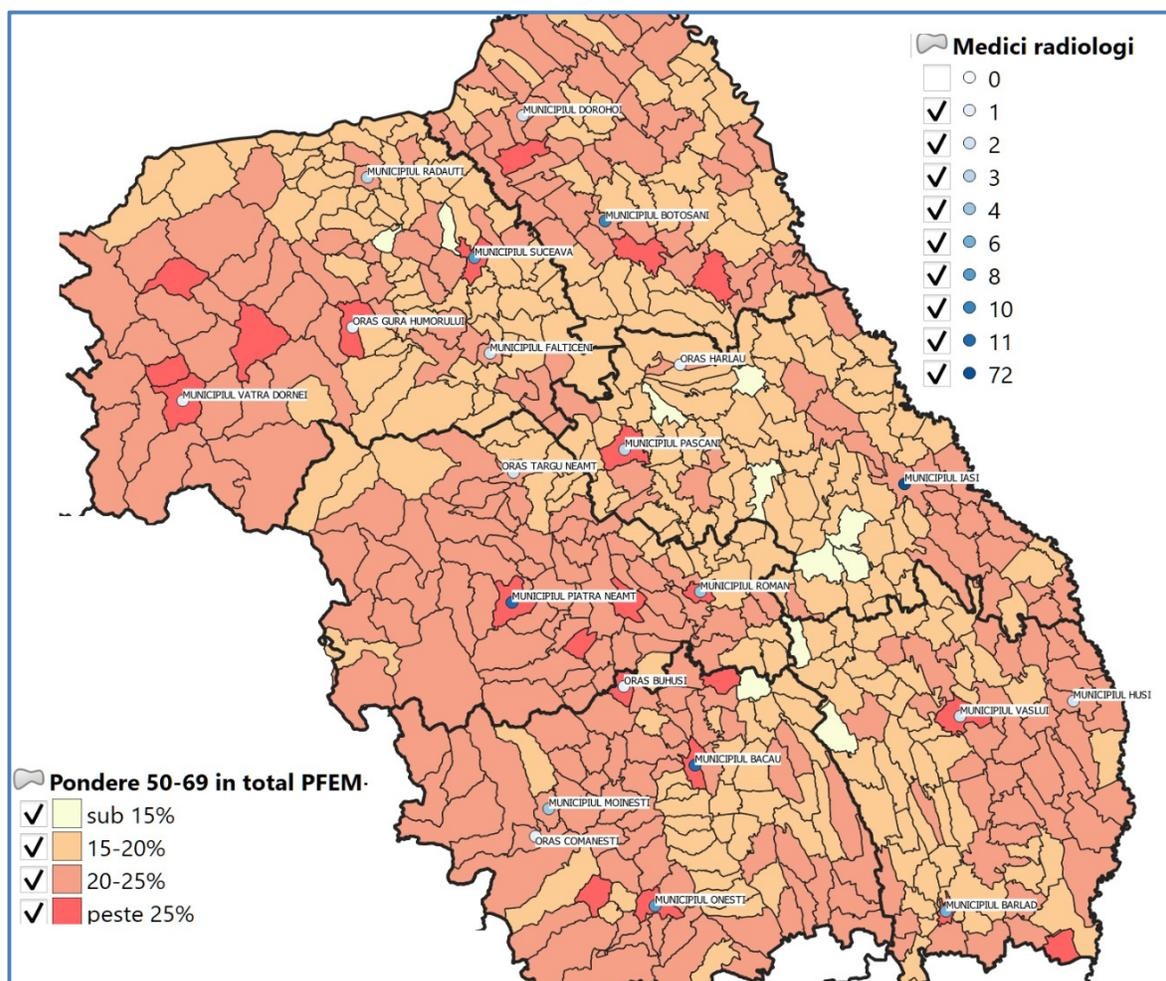 Medici radiologi
0
1
2
3
4
6
8
10
11
72
MUNICIPIUL DOROHOI
MUNICIPIUL RADAUTI
MUNICIPIUL BOTOSANI
MUNICIPIUL SUCEAVA
ORAS GURA HUMORULUI
MUNICIPIUL FALTICENI
ORAS HARLAU
MUNICIPIUL VATRA DORNEI
MUNICIPIUL PASCANI
ORAS TARGU NEAMT
MUNICIPIUL IASI
MUNICIPIUL ROMAN
MUNICIPIUL PIATRA NEAMT
ORAS BUHUSI
MUNICIPIUL HUSI
MUNICIPIUL VASLUI
MUNICIPIUL BACAU
MUNICIPIUL MOINESTI
ORAS COMANESTI
MUNICIPIUL ONESTI
MUNICIPIUL BARLAD
Pondere 50-69 in total PFEM-
sub 15%
15-20%
20-25%
peste 25%